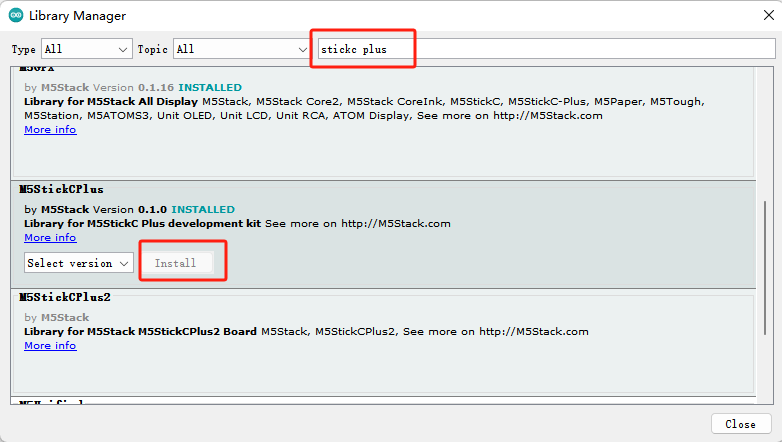 Library Manager
Type All Topic All stickc plus
M5GFX
by M5Stack Version 0.1.16 INSTALLED
Library for M5Stack All Display M5Stack, M5Stack Core2, M5Stack CoreInk, M5StickC, M5StickC-Plus, M5Paper, M5Tough,
M5Station, M5ATOMS3, Unit OLED, Unit LCD, Unit RCA, ATOM Display, See more on http://M5Stack.com
More info
M5StickCPlus
by M5Stack Version 0.1.0 INSTALLED
Library for M5StickC Plus development kit See more on http://M5Stack.com
More info
Select version Install
M5StickCPlus2
by M5Stack
Library for M5Stack M5StickCPlus2 Board M5Stack, M5StickCPlus2, See more on http://M5Stack.com
More info
M5Unified
Close